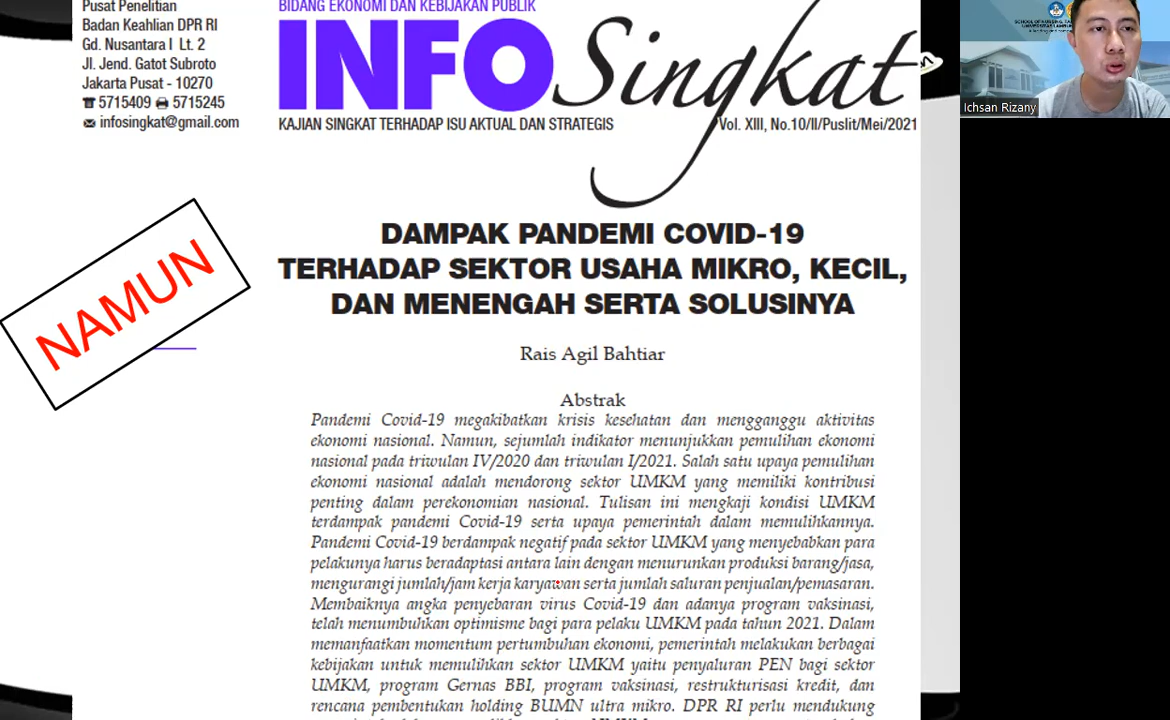 Pusat Penelitian
Badan Keahlian DPR RI
Gd. Nusantara I Lt. 2
Jl. Jend. Gatot Subroto
Jakarta Pusat - 10270
☎ 5715409 📠 5715245
✉ infosingkat@gmail.com
NAMUN
BIDANG EKONOMI DAN KEBIJAKAN PUBLIK
INFO Singkat
KAJIAN SINGKAT TERHADAP ISU AKTUAL DAN STRATEGIS
Vol. XIII, No.10/II/Puslit/Mei/2021
DAMPAK PANDEMI COVID-19
TERHADAP SEKTOR USAHA MIKRO, KECIL,
DAN MENENGAH SERTA SOLUSINYA
Rais Agil Bahtiar
Abstrak
Pandemi Covid-19 megakibatkan krisis kesehatan dan mengganggu aktivitas
ekonomi nasional. Namun, sejumlah indikator menunjukkan pemulihan ekonomi
nasional pada triwulan IV/2020 dan triwulan I/2021. Salah satu upaya pemulihan
ekonomi nasional adalah mendorong sektor UMKM yang memiliki kontribusi
penting dalam perekonomian nasional. Tulisan ini mengkaji kondisi UMKM
terdampak pandemi Covid-19 serta upaya pemerintah dalam memulihkannya.
Pandemi Covid-19 berdampak negatif pada sektor UMKM yang menyebabkan para
pelakunya harus beradaptasi antara lain dengan menurunkan produksi barang/jasa,
mengurangi jumlah/jam kerja karyawan serta jumlah saluran penjualan/pemasaran.
Membaiknya angka penyebaran virus Covid-19 dan adanya program vaksinasi,
telah menumbuhkan optimisme bagi para pelaku UMKM pada tahun 2021. Dalam
memanfaatkan momentum pertumbuhan ekonomi, pemerintah melakukan berbagai
kebijakan untuk memulihkan sektor UMKM yaitu penyaluran PEN bagi sektor
UMKM, program Gernas BBI, program vaksinasi, restrukturisasi kredit, dan
rencana pembentukan holding BUMN ultra mikro. DPR RI perlu mendukung
Ichsan Rizany